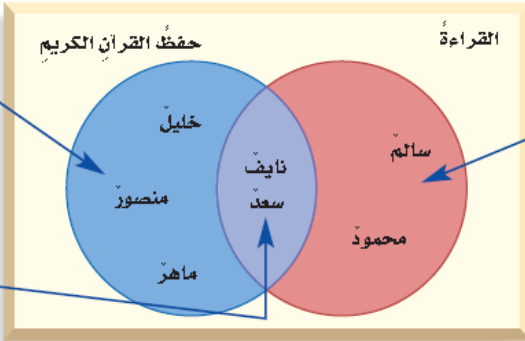 القراءةُ
حفظُ القرآنِ الكريمِ
سالمٌ
محمودٌ
نايفٌ
سعدٌ
خليلٌ
منصورٌ
ماهرٌ